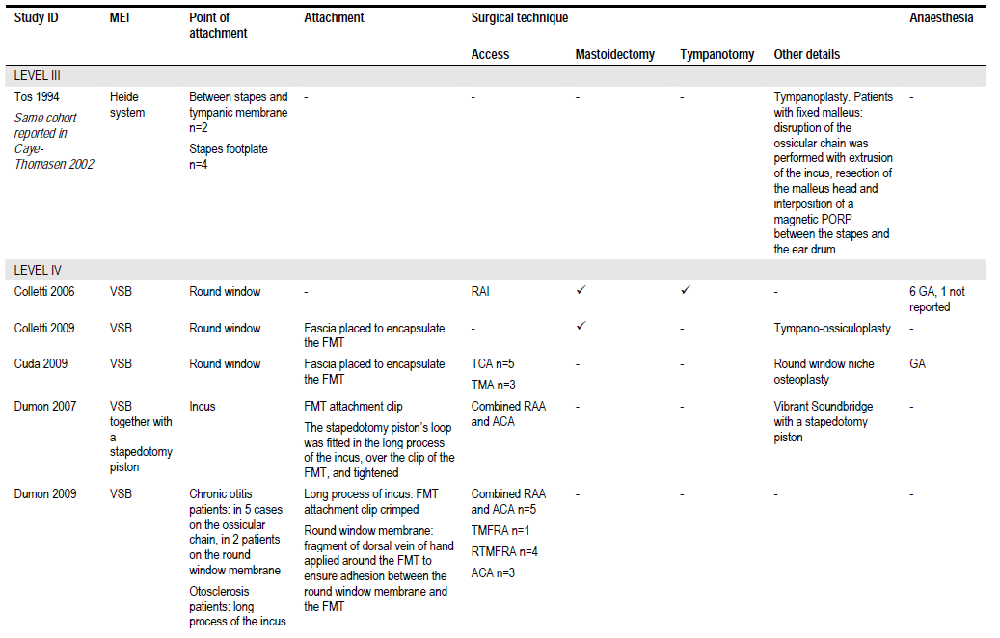 Study ID MEI Point of attachment Attachment Surgical technique Anaesthesia
Access Mastoidectomy Tympanotomy Other details
LEVEL III
Tos 1994
Same cohort
reported in
Caye-
Thomasen 2002
Heide
system
Between stapes and
tympanic membrane
n=2
Stapes footplate
n=4
-
-
-
-
Tympanoplasty. Patients
with fixed malleus:
disruption of the
ossicular chain was
performed with extrusion
of the incus, resection of
the malleus head and
interposition of a
magnetic PORP
between the stapes and
the ear drum
-
LEVEL IV
Colletti 2006
VSB
Round window
-
RAI
✓
✓
-
6 GA, 1 not
reported
Colletti 2009
VSB
Round window
Fascia placed to encapsulate
the FMT
-
✓
-
Tympano-ossiculoplasty
-
Cuda 2009
VSB
Round window
Fascia placed to encapsulate
the FMT
TCA n=5
TMA n=3
-
-
Round window niche
osteoplasty
GA
Dumon 2007
VSB
together with
a
stapedotomy
piston
Incus
FMT attachment clip
The stapedotomy piston's loop
was fitted in the long process
of the incus, over the clip of the
FMT, and tightened
Combined RAA
and ACA
-
-
Vibrant Soundbridge
with a stapedotomy
piston
-
Dumon 2009
VSB
Chronic otitis
patients: in 5 cases
on the ossicular
chain, in 2 patients
on the round
window membrane
Otosclerosis
patients: long
process of the incus
Long process of incus: FMT
attachment clip crimped
Round window membrane:
fragment of dorsal vein of hand
applied around the FMT to
ensure adhesion between the
round window membrane and
the FMT
Combined RAA
and ACA n=5
TMFRA n=1
RTMFRA n=4
ACA n=3
-
-
-
-